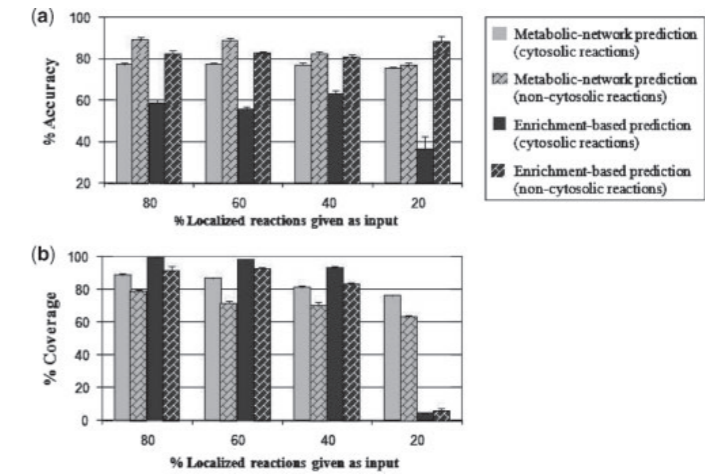 (a)
100
80
60
40
20
% Accuracy
80 60 40 20
% Localized reactions given as input
Metabolic-network prediction
(cytosolic reactions)
Metabolic-network prediction
(non-cytosolic reactions)
Enrichment-based prediction
(cytosolic reactions)
Enrichment-based prediction
(non-cytosolic reactions)
(b)
100
80
60
40
20
0
% Coverage
80 60 40 20
% Localized reactions given as input